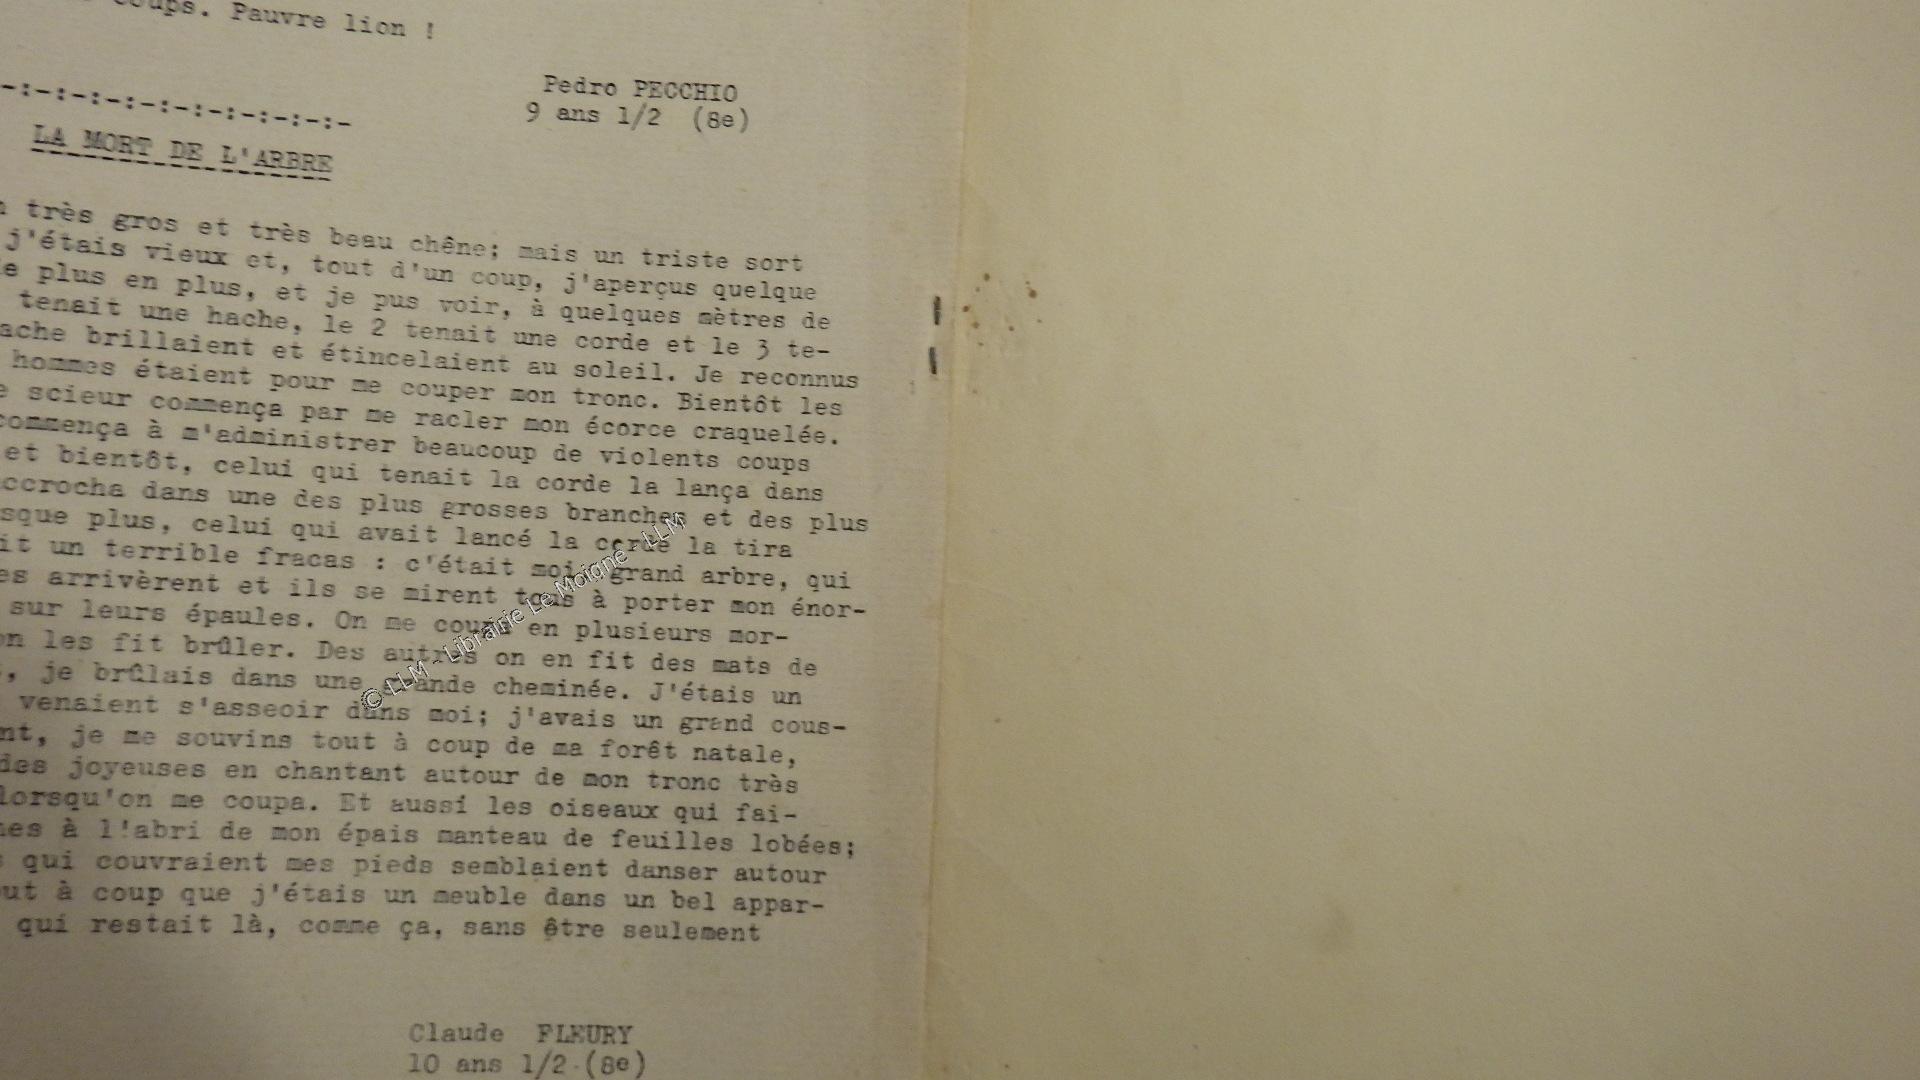 coups. Pauvre lion !
Pedro PECCHIO
9 ans 1/2 (8e)
-:-:-:-:-:-:-:-:-:-:-
LA MORT DE L'ARBRE
très gros et très beau chêne; mais un triste sort
j'étais vieux et, tout d'un coup, j'aperçus quelque
plus en plus, et je pus voir, à quelques mètres de
tenait une hache, le 2 tenait une corde et le 3 te-
ache brillaient et étincelaient au soleil. Je reconnus
hommes étaient pour me couper mon tronc. Bientôt les
scieur commença par me racler mon écorce craquelée.
commença à m'administrer beaucoup de violents coups
et bientôt, celui qui tenait la corde la lança dans
ccrocha dans une des plus grosses branches et des plus
sque plus, celui qui avait lancé la corde la tira
it un terrible fracas : c'était moi, grand arbre, qui
es arrivèrent et ils se mirent tous à porter mon énor-
sur leurs épaules. On me coupa en plusieurs mor-
on les fit brûler. Des autres on en fit des mats de
, je brûlais dans une grande cheminée. J'étais un
venaient s'asseoir dans moi; j'avais un grand cous-
nt, je me souvins tout à coup de ma forêt natale,
des joyeuses en chantant autour de mon tronc très
lorsqu'on me coupa. Et aussi les oiseaux qui fai-
nes à l'abri de mon épais manteau de feuilles lobées;
s qui couvraient mes pieds semblaient danser autour
ut à coup que j'étais un meuble dans un bel appar-
qui restait là, comme ça, sans être seulement
Claude FLEURY
10 ans 1/2 (8e)
© LLM - Librairie Le Moigne - LLM